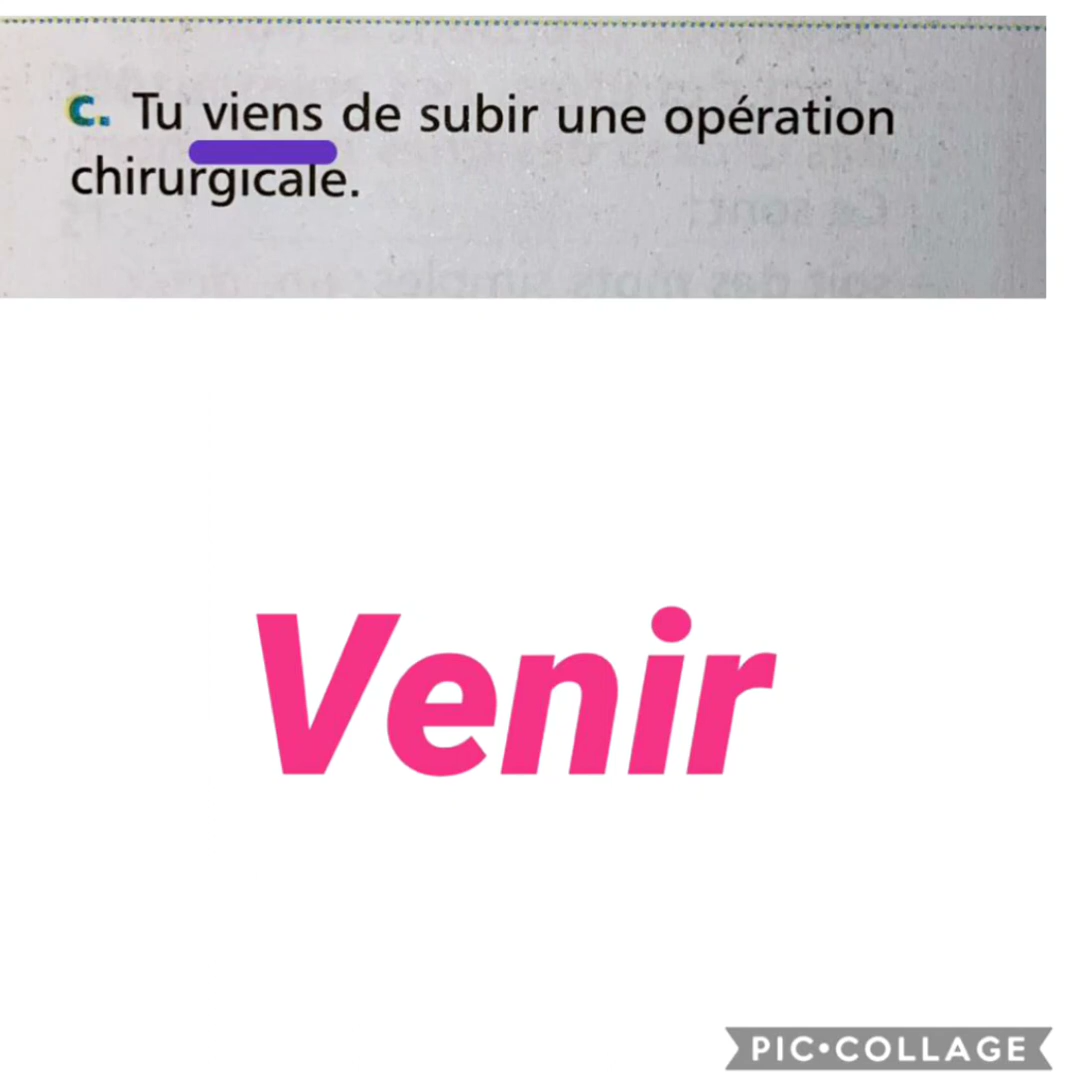 c. Tu viens de subir une opération
chirurgicale.
Venir
PIC•COLLAGE